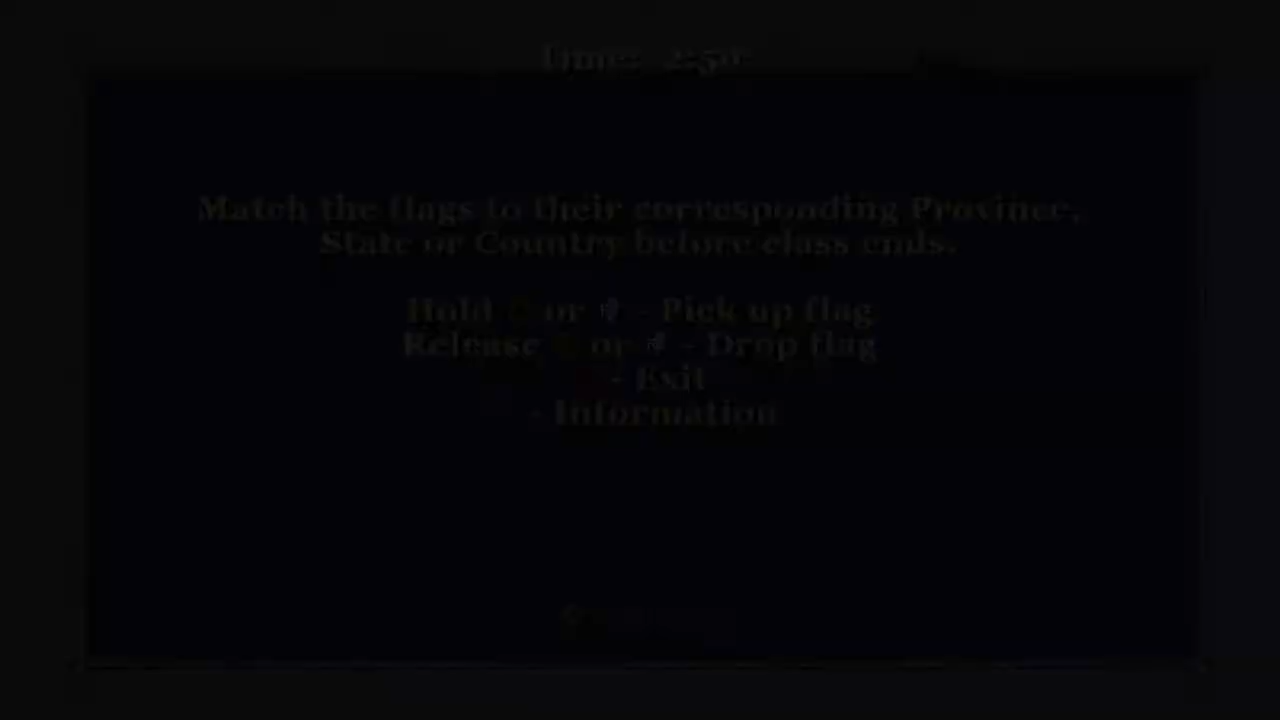 Time: 2:50
Match the flags to their corresponding Province,
State or Country before class ends.
Hold or - Pick up flag
Release or - Drop flag
- Exit
- Information